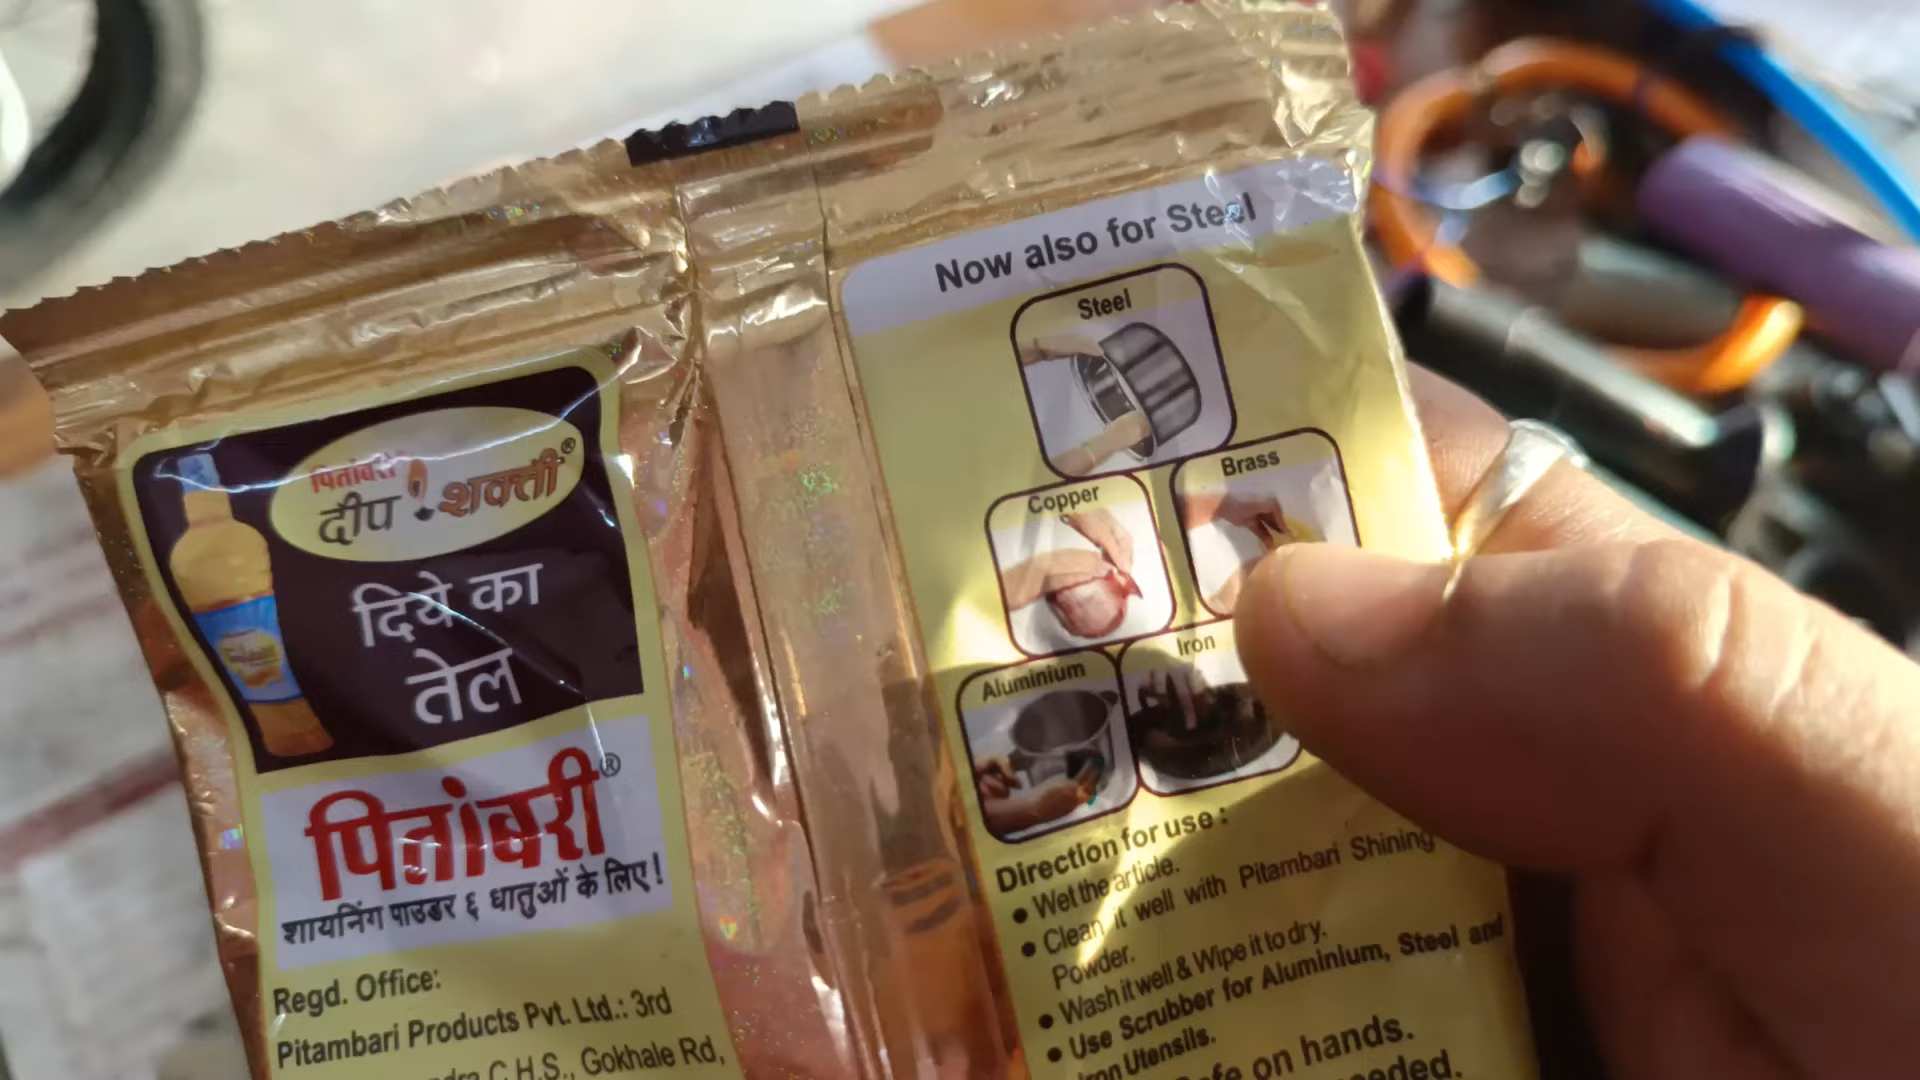 पितांबरी
दीप शक्ती®
दिये का
तेल
पितांबरी®
शायनिंग पाउडर ६ धातुओं के लिए!
Regd. Office:
Pitambari Products Pvt. Ltd.: 3rd
C.H.S., Gokhale Rd,
Now also for Steel
Steel
Copper
Brass
Aluminium
Iron
Direction for use :
• Wet the article.
• Clean it well with Pitambari Shining
Powder.
• Wash it well & Wipe it to dry.
• Use Scrubber for Aluminium, Steel and
Iron Utensils.
on hands.